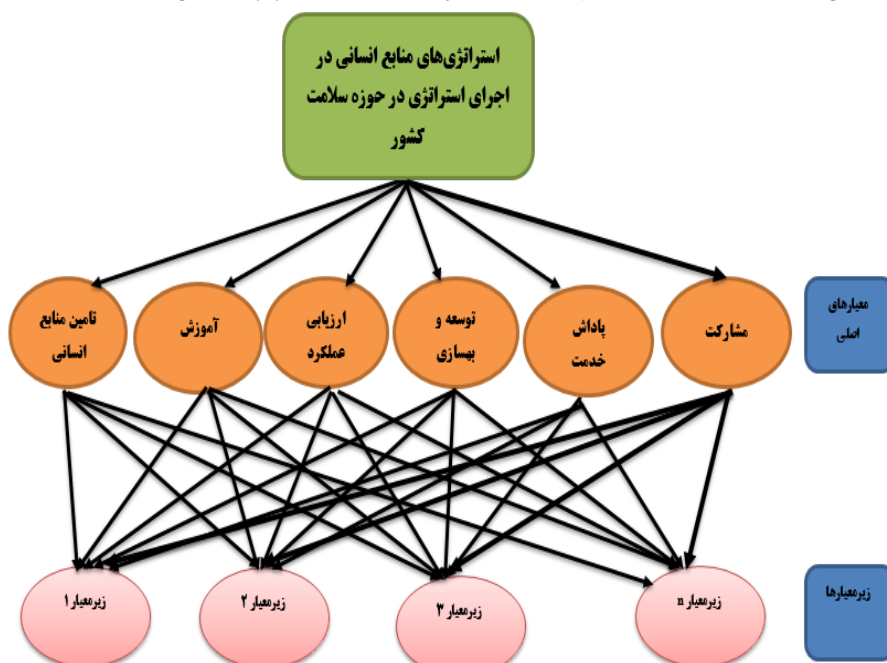 استراتژی‌های منابع انسانی در
اجرای استراتژی در حوزه سلامت
کشور
معیارهای
اصلی
مشارکت
پاداش
خدمت
توسعه و
بهسازی
ارزیابی
عملکرد
آموزش
تامین منابع
انسانی
زیرمعیارها
زیرمعیار n
زیرمعیار ۳
زیرمعیار ۲
زیرمعیار ۱